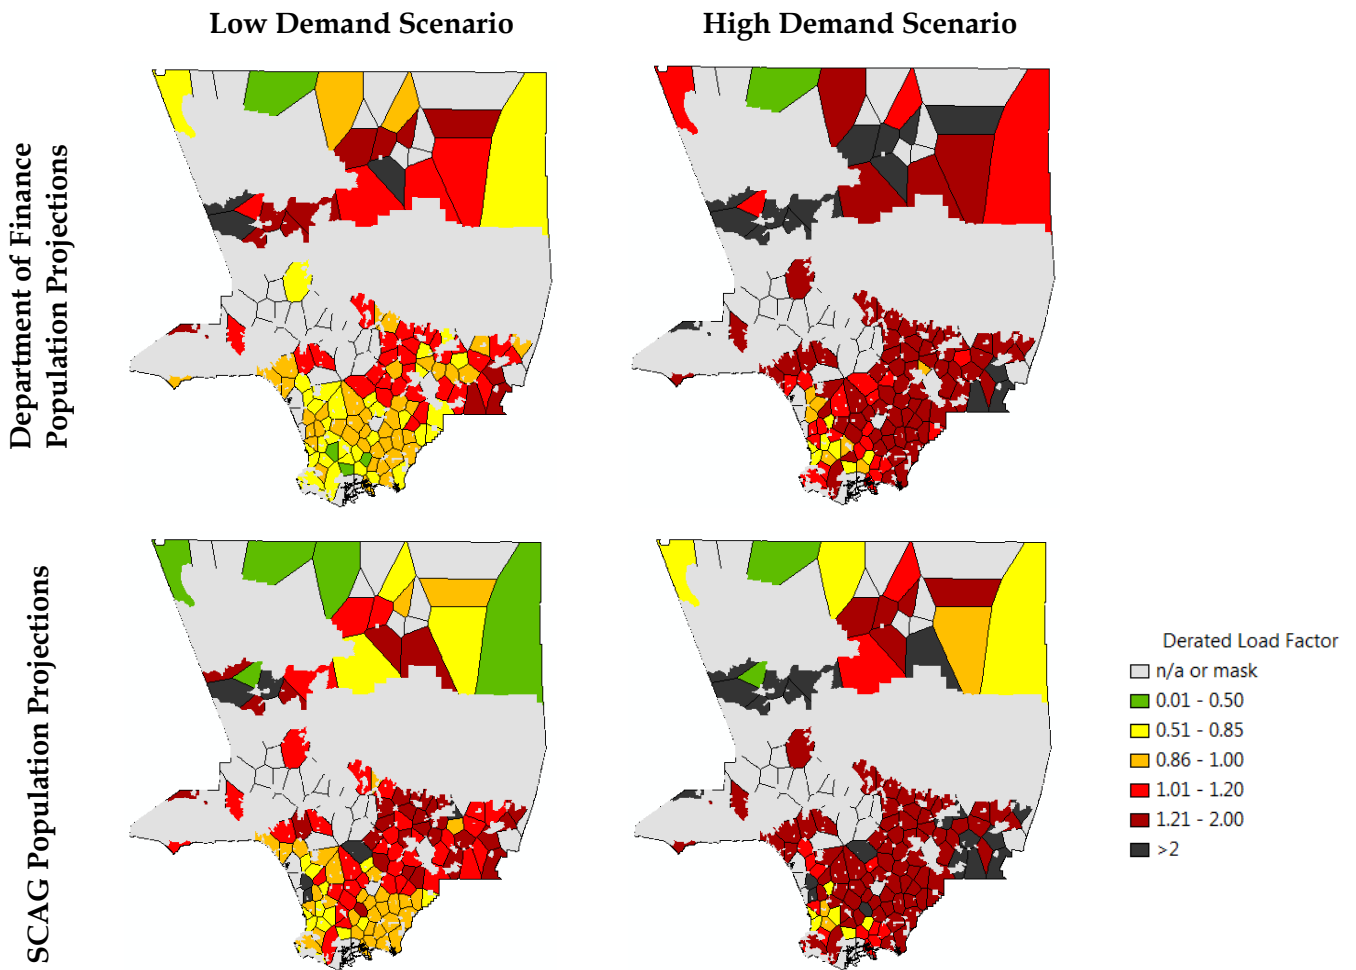 Low Demand Scenario
High Demand Scenario
Department of Finance
Population Projections
SCAG Population Projections
Derated Load Factor
n/a or mask
0.01 - 0.50
0.51 - 0.85
0.86 - 1.00
1.01 - 1.20
1.21 - 2.00
>2